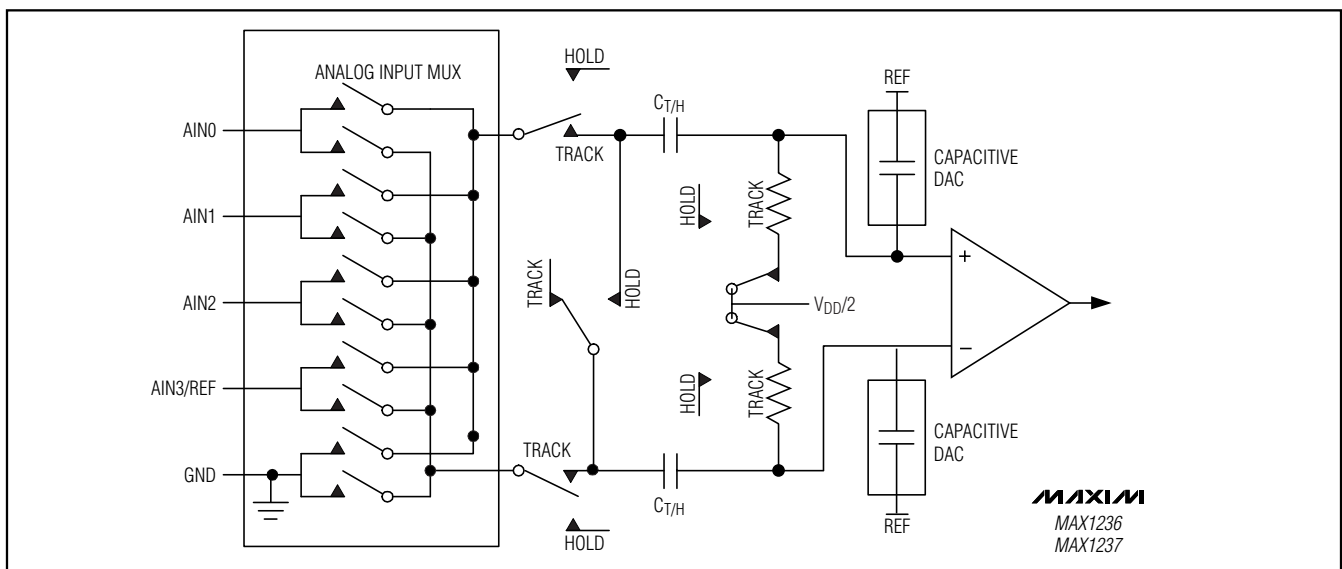 ANALOG INPUT MUX
AIN0
AIN1
AIN2
AIN3/REF
GND
HOLD
TRACK
CT/H
TRACK
HOLD
HOLD
TRACK
VDD/2
HOLD
TRACK
TRACK
HOLD
CT/H
REF
CAPACITIVE
DAC
+
−
CAPACITIVE
DAC
REF
MAXIM
MAX1236
MAX1237